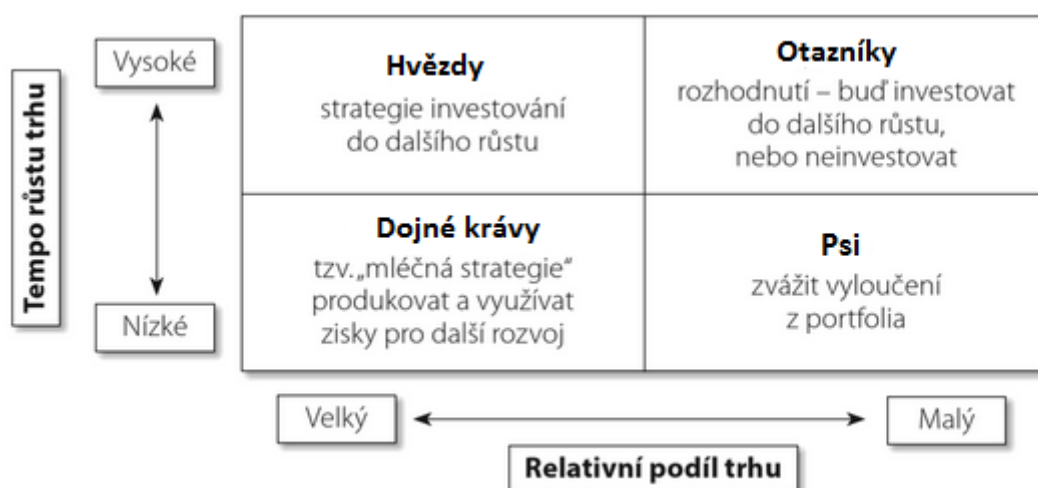 Tempo růstu trhu
Vysoké
Nízké
Hvězdy
strategie investování
do dalšího růstu
Otazníky
rozhodnutí – buď investovat
do dalšího růstu,
nebo neinvestovat
Dojné krávy
tzv. „mléčná strategie“
produkovat a využívat
zisky pro další rozvoj
Psi
zvážit vyloučení
z portfolia
Velký
Malý
Relativní podíl trhu